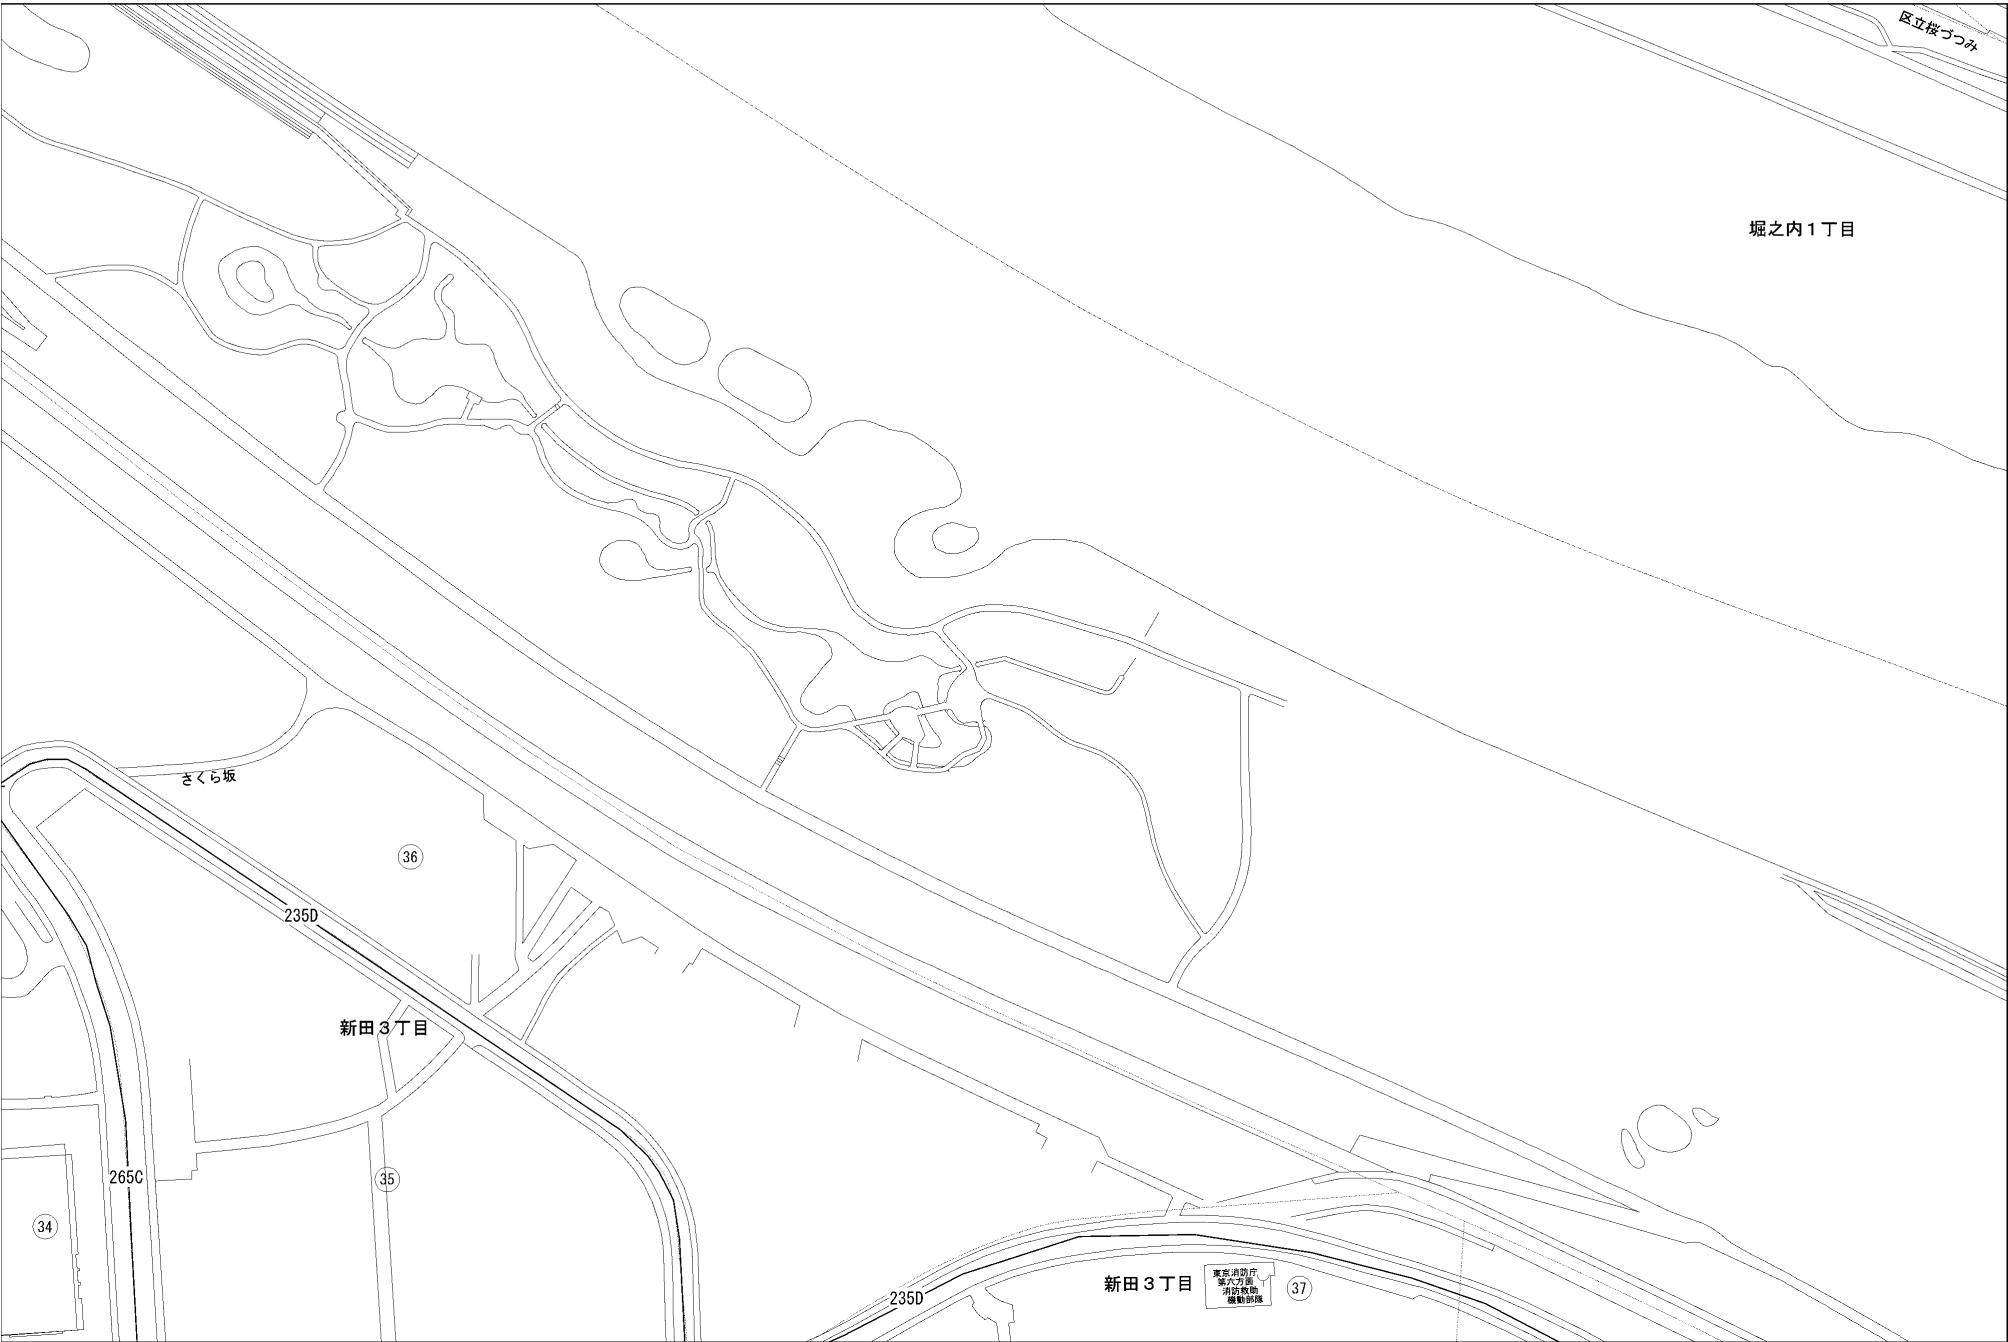 区立桜づつみ
堀之内1丁目
さくら坂
36
235D
新田3丁目
265C
35
34
235D
新田3丁目
東京消防庁
第六方面
消防救助
機動部隊
37